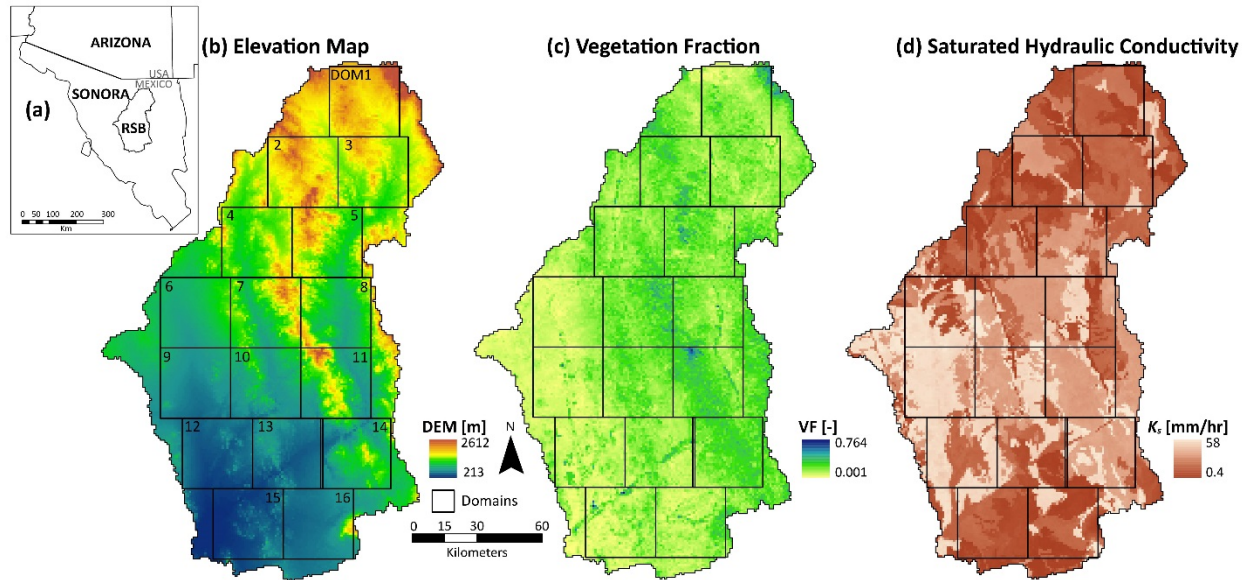 (a)
ARIZONA
USA
MEXICO
SONORA
RSB
0 50 100 200 300
Km
(b) Elevation Map
DOM1
2 3
4 5
6 7 8
9 10 11
12 13 14
15 16
DEM [m]
2612
213
N
Domains
0 15 30 60
Kilometers
(c) Vegetation Fraction
VF [-]
0.764
0.001
(d) Saturated Hydraulic Conductivity
Ks [mm/hr]
58
0.4